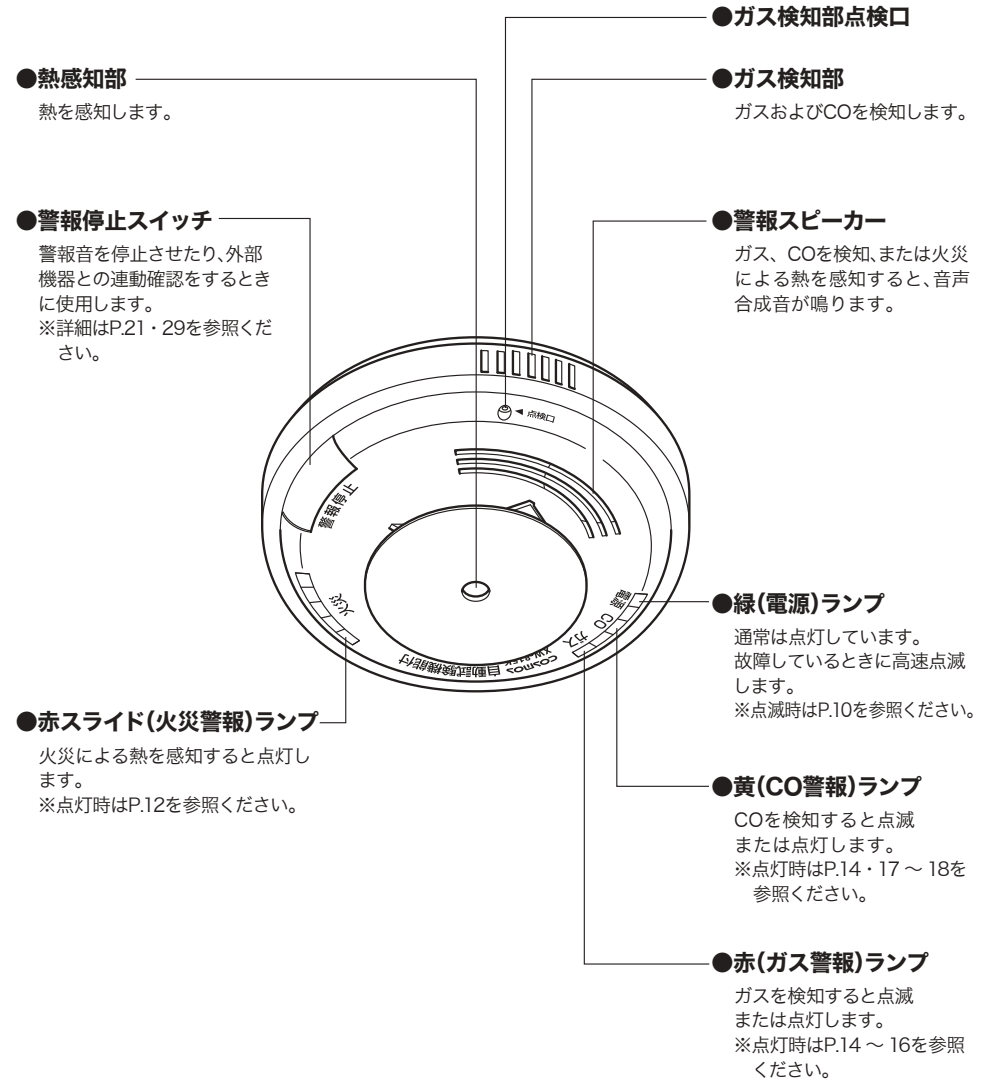 ●ガス検知部点検口
●熱感知部
熱を感知します。
●ガス検知部
ガスおよびCOを検知します。
●警報停止スイッチ
警報音を停止させたり、外部
機器との連動確認をするとき
に使用します。
※詳細はP.21・29を参照くだ
さい。
●警報スピーカー
ガス、COを検知、または火災
による熱を感知すると、音声
合成音が鳴ります。
◀ 点検口
警報停止
火災
電源
CO
ガス
COSMOS
自動試験機能付
●緑(電源)ランプ
通常は点灯しています。
故障しているときに高速点滅
します。
※点滅時はP.10を参照ください。
●赤スライド(火災警報)ランプ
火災による熱を感知すると点灯し
ます。
※点灯時はP.12を参照ください。
●黄(CO警報)ランプ
COを検知すると点滅
または点灯します。
※点灯時はP.14・17 〜 18を
参照ください。
●赤(ガス警報)ランプ
ガスを検知すると点滅
または点灯します。
※点灯時はP.14 〜 16を参照
ください。